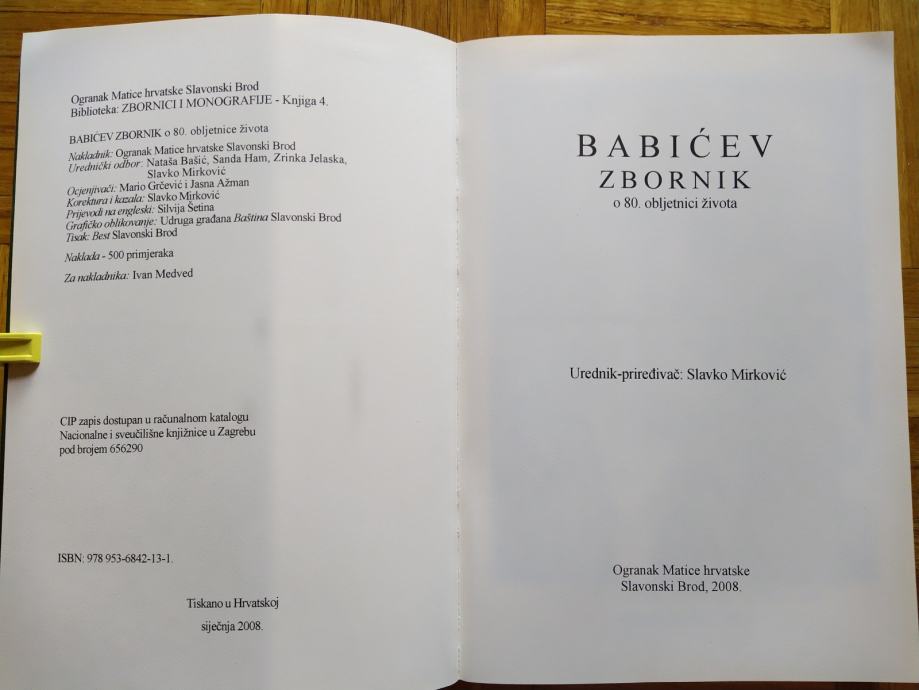 Ogranak Matice hrvatske Slavonski Brod
Biblioteka: ZBORNICI I MONOGRAFIJE - Knjiga 4.
BABIĆEV ZBORNIK o 80. obljetnice života
Nakladnik: Ogranak Matice hrvatske Slavonski Brod
Urednički odbor: Nataša Bašić, Sanda Ham, Zrinka Jelaska,
Slavko Mirković
Ocjenjivači: Mario Grčević i Jasna Ažman
Korektura i kazala: Slavko Mirković
Prijevodi na engleski: Silvija Šetina
Grafičko oblikovanje: Udruga građana Baština Slavonski Brod
Tisak: Best Slavonski Brod
Naklada - 500 primjeraka
Za nakladnika: Ivan Medved
CIP zapis dostupan u računalnom katalogu
Nacionalne i sveučilišne knjižnice u Zagrebu
pod brojem 656290
ISBN: 978 953-6842-13-1.
Tiskano u Hrvatskoj
siječnja 2008.
BABIĆEV
ZBORNIK
o 80. obljetnici života
Urednik-priređivač: Slavko Mirković
Ogranak Matice hrvatske
Slavonski Brod, 2008.